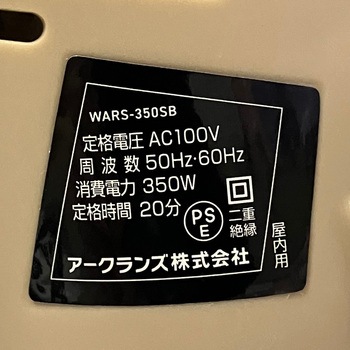 WARS-350SB
定格電圧 AC100V
周波数 50Hz・60Hz
消費電力 350W
定格時間 20分
PSE
二重絶縁
屋内用
アークランズ株式会社